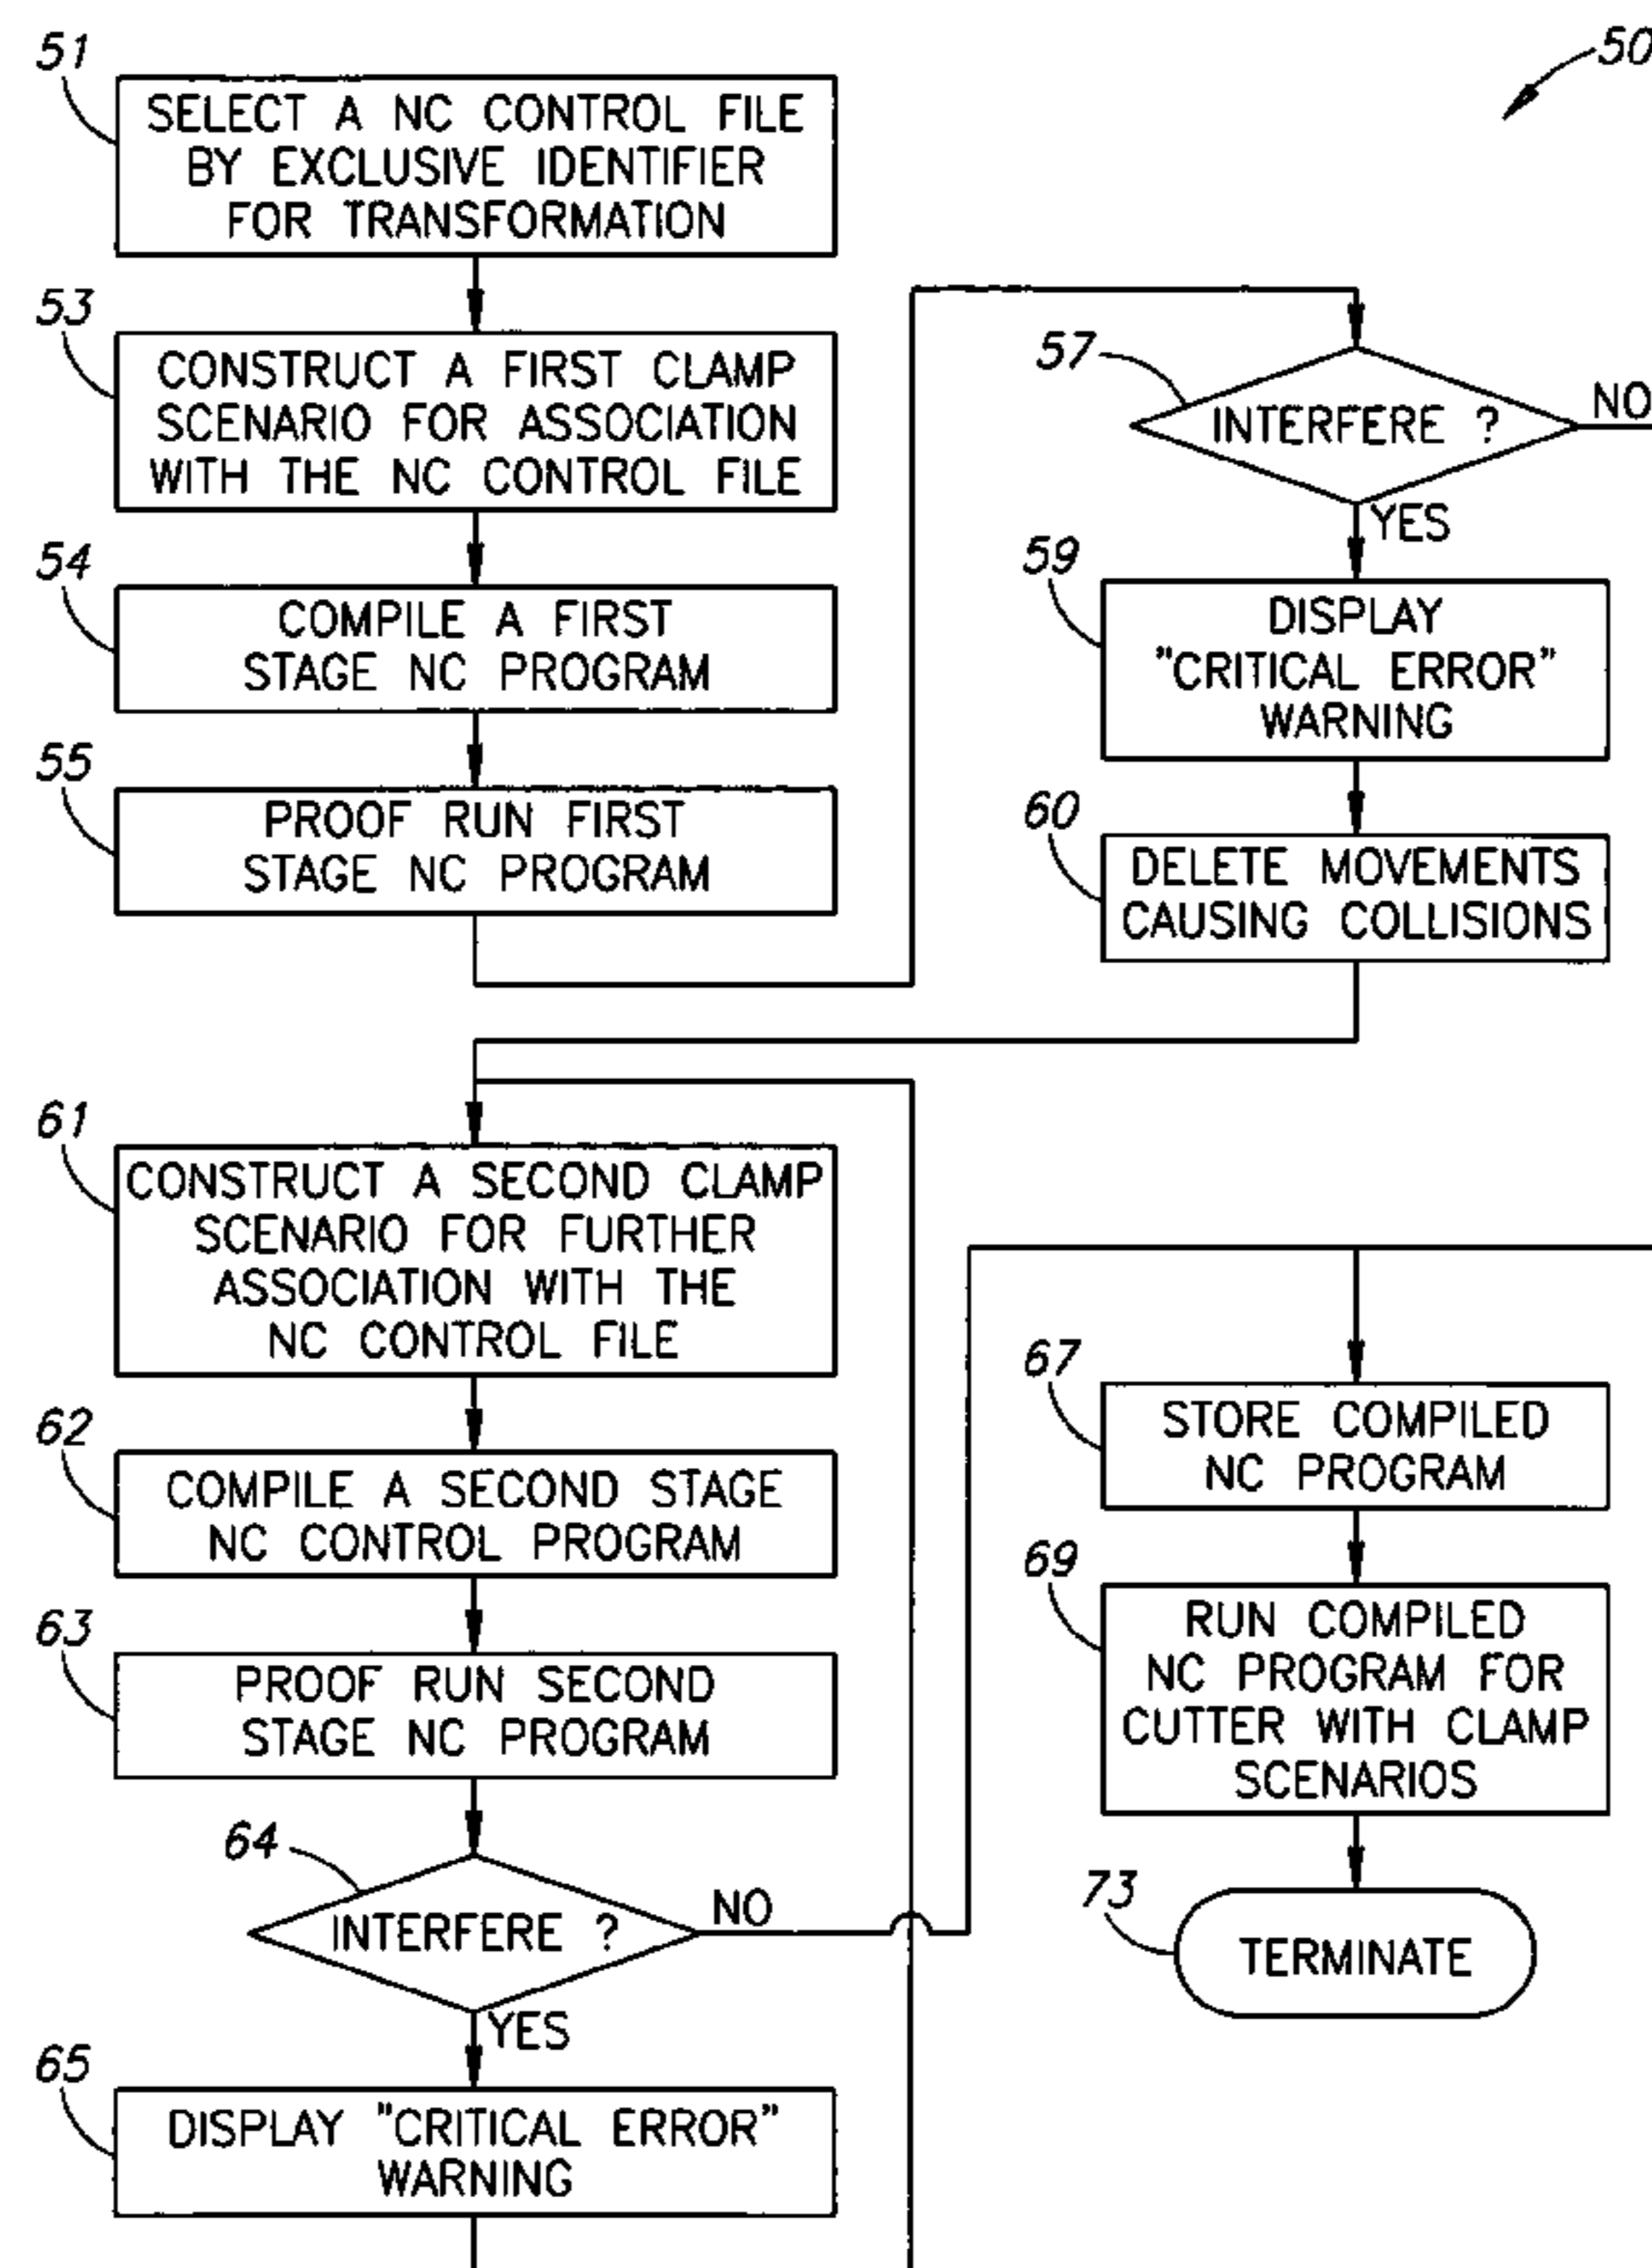 50
51
SELECT A NC CONTROL FILE
BY EXCLUSIVE IDENTIFIER
FOR TRANSFORMATION
53
CONSTRUCT A FIRST CLAMP
SCENARIO FOR ASSOCIATION
WITH THE NC CONTROL FILE
54
COMPILE A FIRST
STAGE NC PROGRAM
55
PROOF RUN FIRST
STAGE NC PROGRAM
57
INTERFERE ?
NO
YES
59
DISPLAY
"CRITICAL ERROR"
WARNING
60
DELETE MOVEMENTS
CAUSING COLLISIONS
61
CONSTRUCT A SECOND CLAMP
SCENARIO FOR FURTHER
ASSOCIATION WITH THE
NC CONTROL FILE
62
COMPILE A SECOND STAGE
NC CONTROL PROGRAM
63
PROOF RUN SECOND
STAGE NC PROGRAM
64
INTERFERE ?
NO
YES
65
DISPLAY "CRITICAL ERROR"
WARNING
67
STORE COMPILED
NC PROGRAM
69
RUN COMPILED
NC PROGRAM FOR
CUTTER WITH CLAMP
SCENARIOS
73
TERMINATE